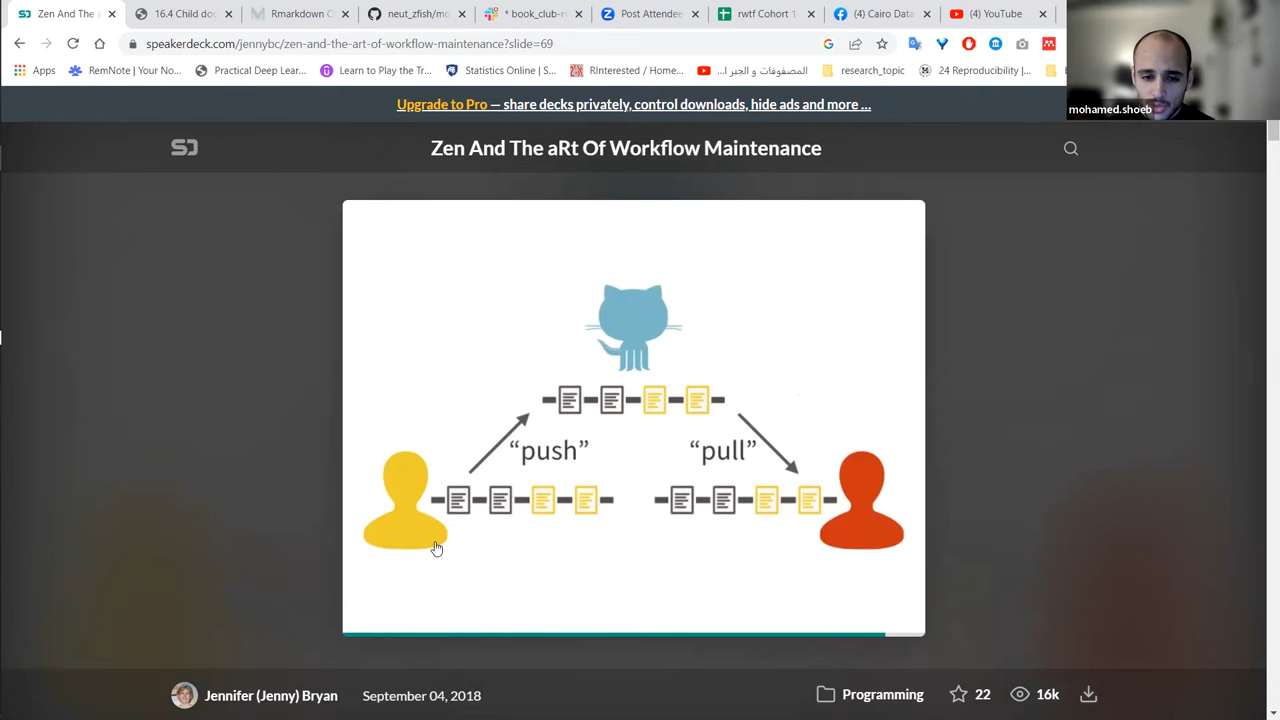 Zen And The a
16.4 Child doc
Rmarkdown C
neut_zfish/mo
* book_club-re
Post Attendee
rwtf Cohort 1
(4) Cairo Data
(4) YouTube
speakerdeck.com/jennybc/zen-and-the-art-of-workflow-maintenance?slide=69
Apps
RemNote | Your No...
Practical Deep Lear...
Learn to Play the Tr...
Statistics Online | S...
RInterested / Home...
المصفوفات و الجبر ا...
research_topic
24 Reproducibility |...
mohamed.shoeb
Upgrade to Pro — share decks privately, control downloads, hide ads and more …
Zen And The aRt Of Workflow Maintenance
“push”
“pull”
Jennifer (Jenny) Bryan
September 04, 2018
Programming
22
16k